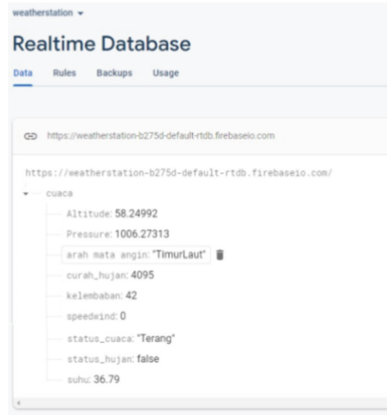 weatherstation
Realtime Database
Data Rules Backups Usage
https://weatherstation-b275d-default-rtdb.firebaseio.com
https://weatherstation-b275d-default-rtdb.firebaseio.com/
cuaca
Altitude: 58.24992
Pressure: 1006.27313
arah mata angin: "TimurLaut"
curah_hujan: 4095
kelembaban: 42
speedwind: 0
status_cuaca: "Terang"
status_hujan: false
suhu: 36.79